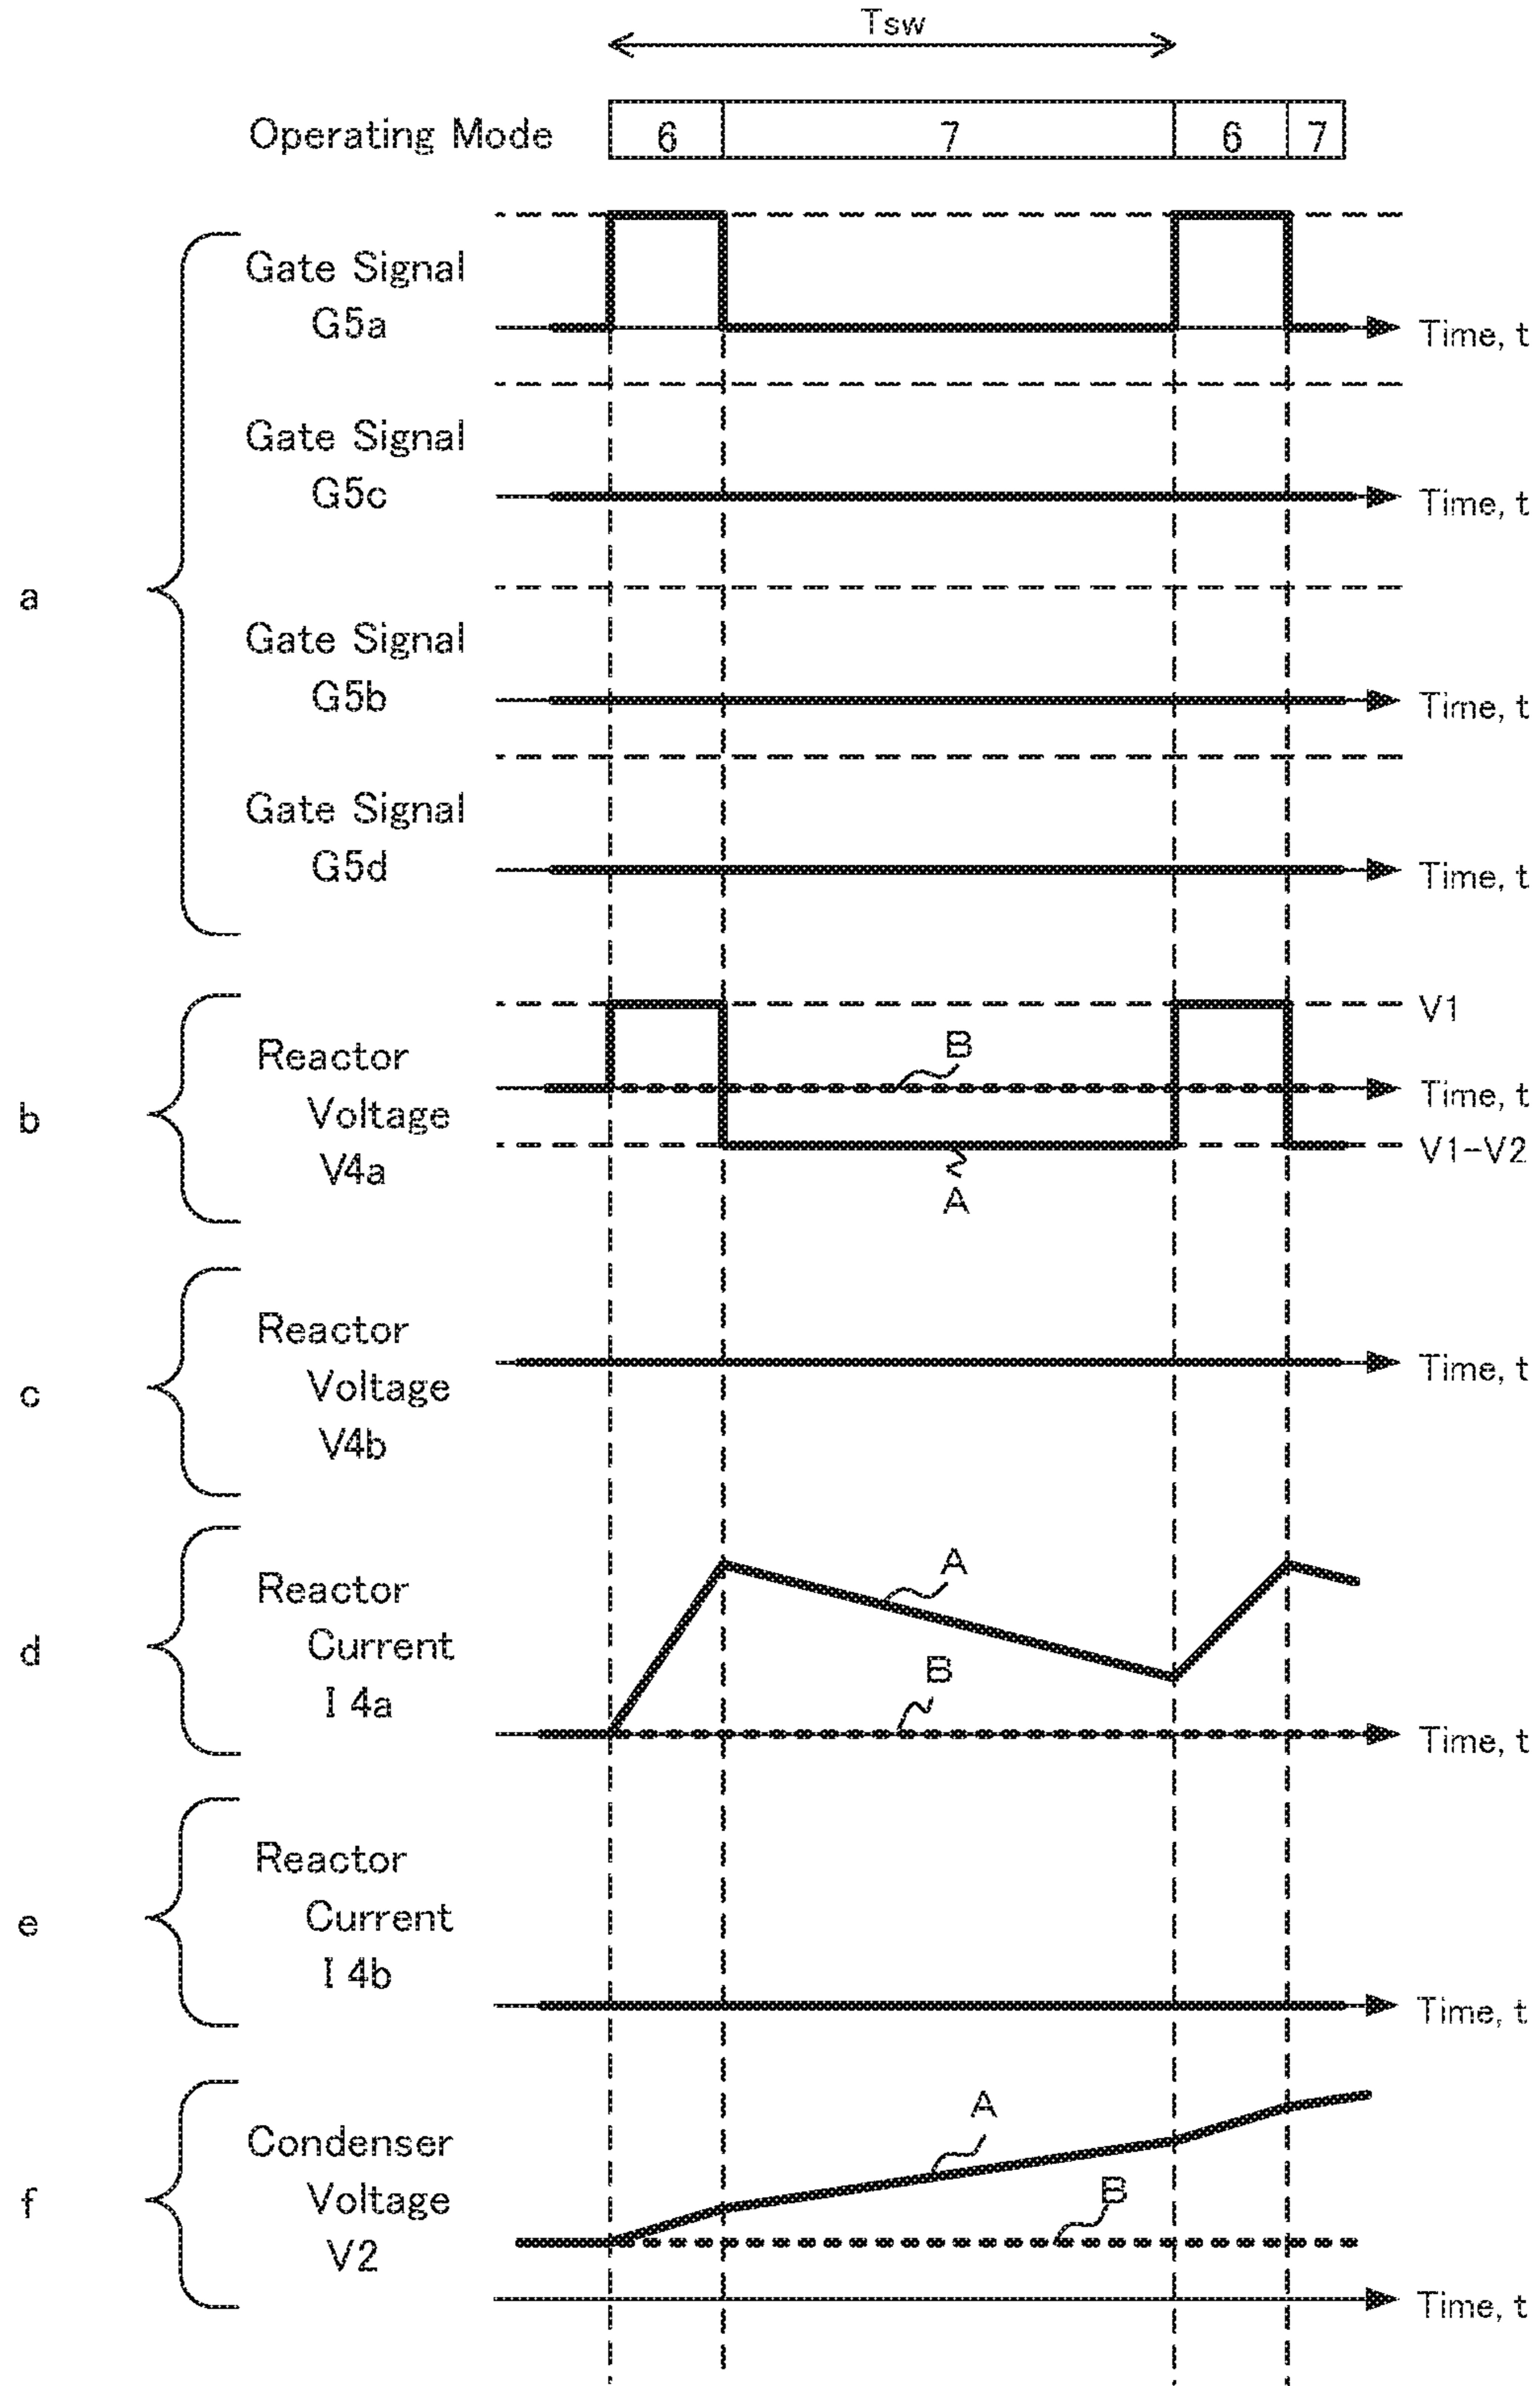 Tsw
Operating Mode 6 7 6 7
Gate Signal
G5a
Time, t
Gate Signal
G5c
Time, t
a
Gate Signal
G5b
Time, t
Gate Signal
G5d
Time, t
V1
b
Reactor
Voltage
V4a
B
Time, t
V1-V2
A
c
Reactor
Voltage
V4b
Time, t
d
Reactor
Current
I 4a
A
B
Time, t
e
Reactor
Current
I 4b
Time, t
f
Condenser
Voltage
V2
A
B
Time, t